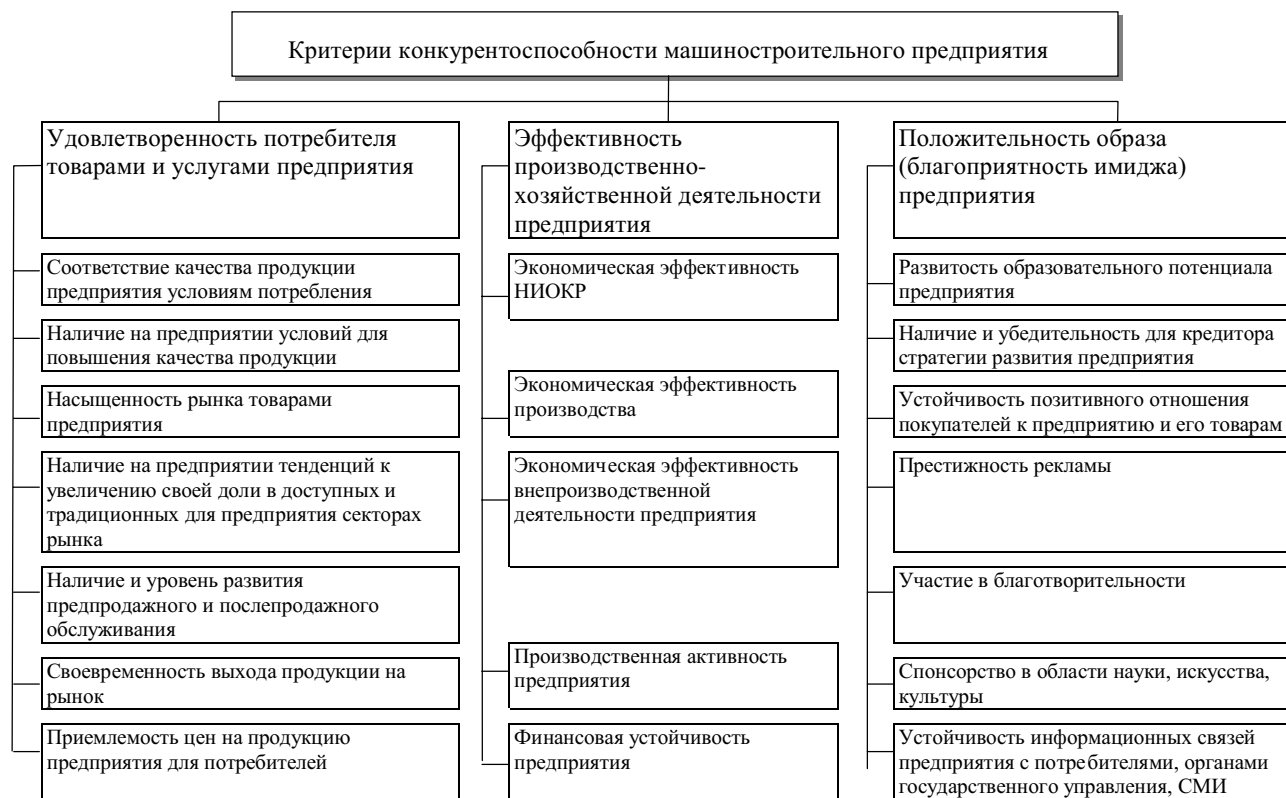 Критерии конкурентоспособности машиностроительного предприятия
Удовлетворенность потребителя
товарами и услугами предприятия
Соответствие качества продукции
предприятия условиям потребления
Наличие на предприятии условий для
повышения качества продукции
Насыщенность рынка товарами
предприятия
Наличие на предприятии тенденций к
увеличению своей доли в доступных и
традиционных для предприятия секторах
рынка
Наличие и уровень развития
предпродажного и послепродажного
обслуживания
Своевременность выхода продукции на
рынок
Приемлемость цен на продукцию
предприятия для потребителей
Эффективность
производственно-
хозяйственной деятельности
предприятия
Экономическая эффективность
НИОКР
Экономическая эффективность
производства
Экономическая эффективность
внепроизводственной
деятельности предприятия
Производственная активность
предприятия
Финансовая устойчивость
предприятия
Положительность образа
(благоприятность имиджа)
предприятия
Развитость образовательного потенциала
предприятия
Наличие и убедительность для кредитора
стратегии развития предприятия
Устойчивость позитивного отношения
покупателей к предприятию и его товарам
Престижность рекламы
Участие в благотворительности
Спонсорство в области науки, искусства,
культуры
Устойчивость информационных связей
предприятия с потребителями, органами
государственного управления, СМИ